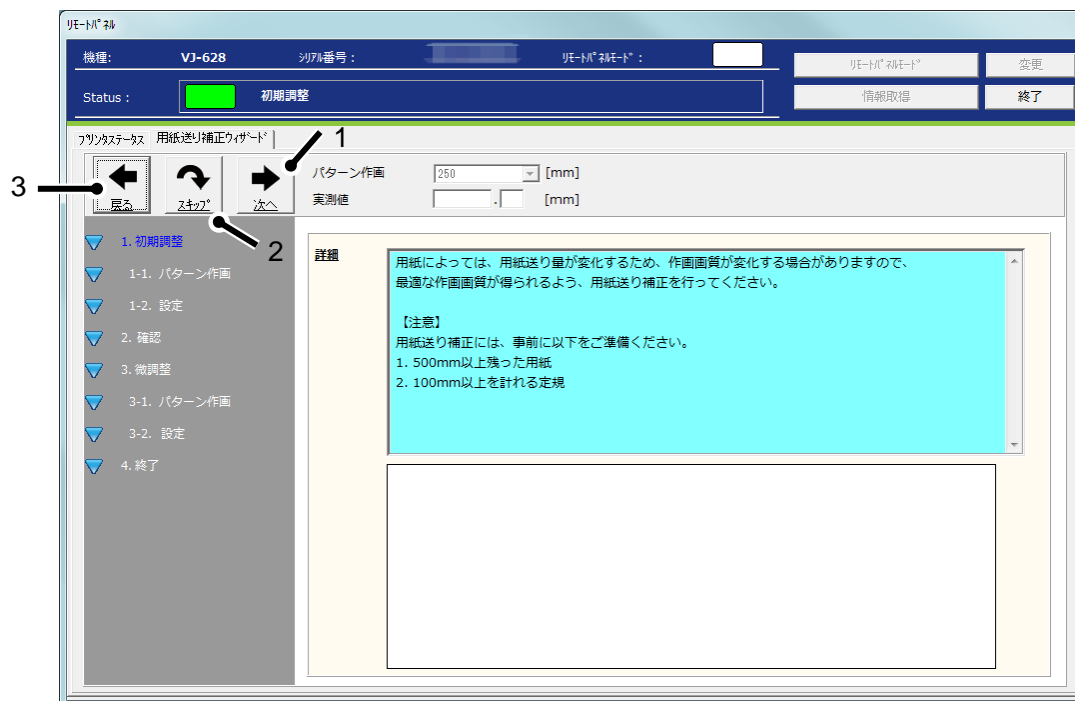 ﾘﾓｰﾄﾊﾟﾈﾙ
機種: VJ-628 ｼﾘｱﾙ番号 : ﾘﾓｰﾄﾊﾟﾈﾙﾓｰﾄﾞ :
ﾘﾓｰﾄﾊﾟﾈﾙﾓｰﾄﾞ 変更
Status : 初期調整
情報取得 終了
ﾌﾟﾘﾝﾀｽﾃｰﾀｽ 用紙送り補正ｳｨｻﾞｰﾄﾞ
1
3
戻る ｽｷｯﾌﾟ 次へ
2
パターン作画 250 [mm]
実測値 . [mm]
1. 初期調整
1-1. パターン作画
1-2. 設定
2. 確認
3. 微調整
3-1. パターン作画
3-2. 設定
4. 終了
詳細
用紙によっては、用紙送り量が変化するため、作画画質が変化する場合がありますので、
最適な作画画質が得られるよう、用紙送り補正を行ってください。
【注意】
用紙送り補正には、事前に以下をご準備ください。
1. 500mm以上残った用紙
2. 100mm以上を計れる定規